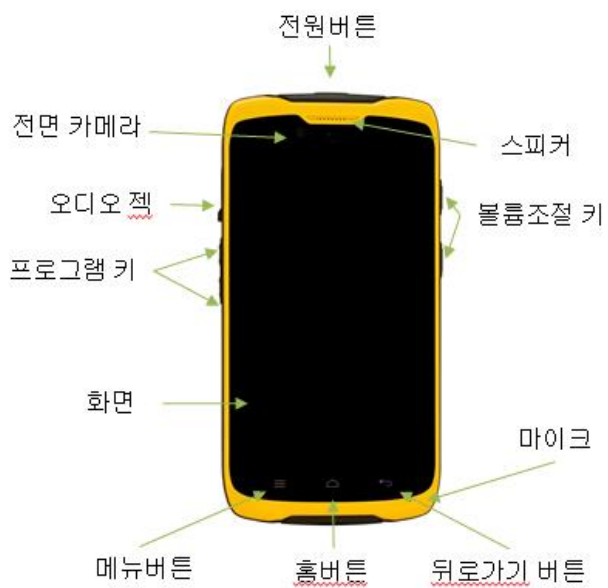 전원버튼
전면 카메라
스피커
오디오 젝
볼륨조절 키
프로그램 키
화면
마이크
메뉴버튼
홈버튼
뒤로가기 버튼